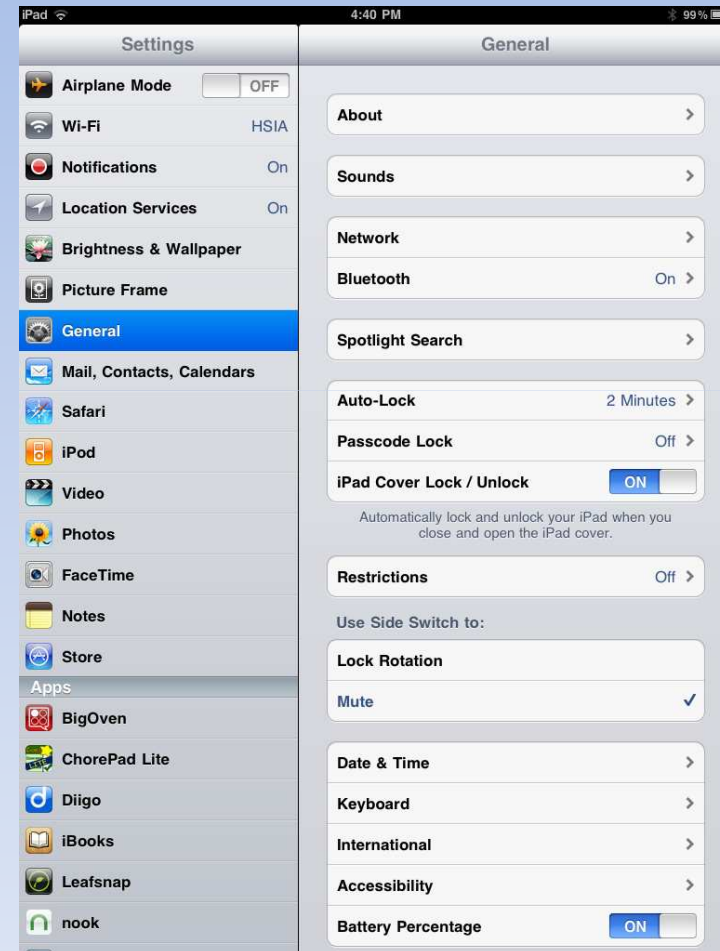 iPad 4:40 PM 99%
Settings
Airplane Mode OFF
Wi-Fi HSIA
Notifications On
Location Services On
Brightness & Wallpaper
Picture Frame
General
Mail, Contacts, Calendars
Safari
iPod
Video
Photos
FaceTime
Notes
Store
Apps
BigOven
ChorePad Lite
Diigo
iBooks
Leafsnap
nook
General
About
Sounds
Network
Bluetooth On
Spotlight Search
Auto-Lock 2 Minutes
Passcode Lock Off
iPad Cover Lock / Unlock ON
Automatically lock and unlock your iPad when you
close and open the iPad cover.
Restrictions Off
Use Side Switch to:
Lock Rotation
Mute
Date & Time
Keyboard
International
Accessibility
Battery Percentage ON